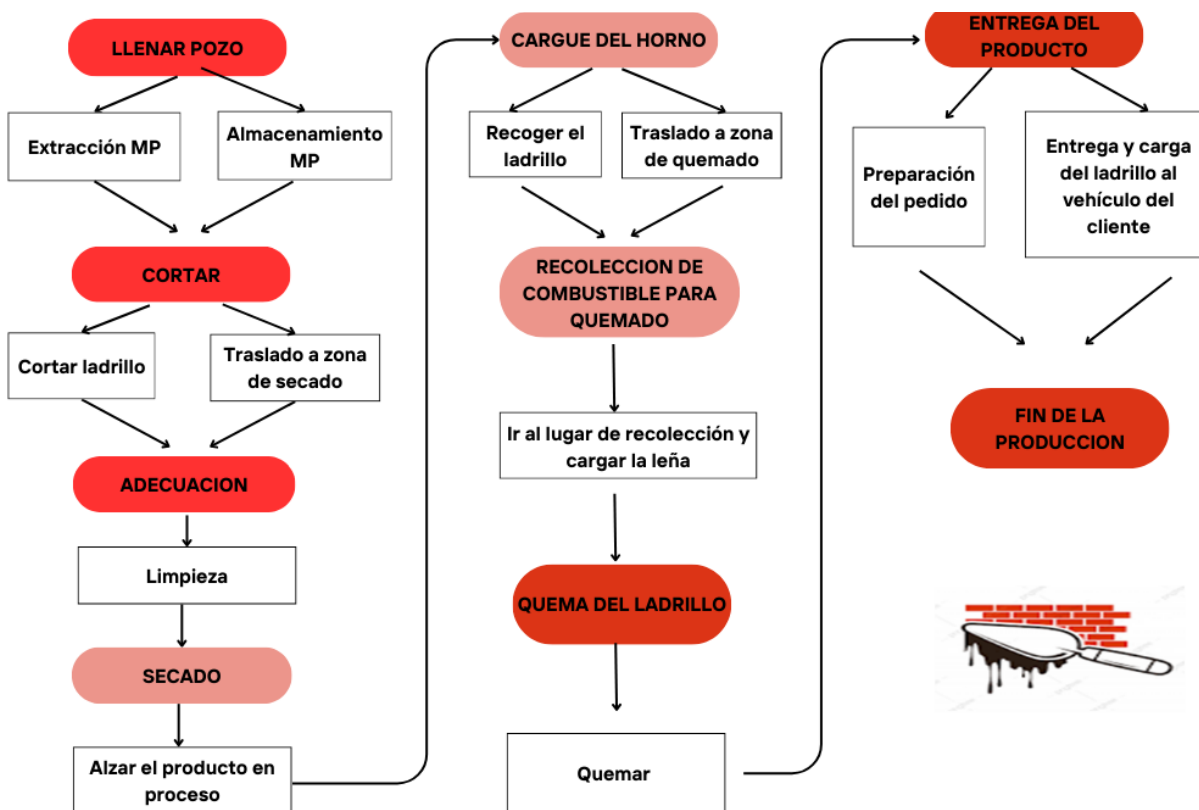 LLENAR POZO
Extracción MP
Almacenamiento
MP
CORTAR
Cortar ladrillo
Traslado a zona
de secado
ADECUACION
Limpieza
SECADO
Alzar el producto en
proceso
CARGUE DEL HORNO
Recoger el
ladrillo
Traslado a zona
de quemado
RECOLECCION DE
COMBUSTIBLE PARA
QUEMADO
Ir al lugar de recolección y
cargar la leña
QUEMA DEL LADRILLO
Quemar
ENTREGA DEL
PRODUCTO
Preparación
del pedido
Entrega y carga
del ladrillo al
vehículo del
cliente
FIN DE LA
PRODUCCION